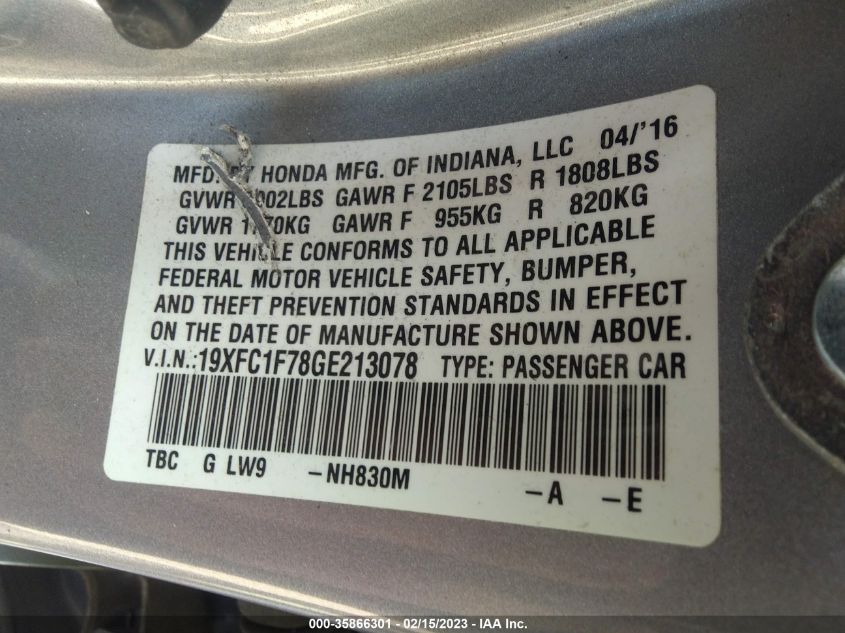 MFD. HONDA MFG. OF INDIANA, LLC 04/'16
GVWR GAWR F 2105LBS R 1808LBS
GVWR GAWR F 955KG R 820KG
THIS VEHICLE CONFORMS TO ALL APPLICABLE
FEDERAL MOTOR VEHICLE SAFETY, BUMPER,
AND THEFT PREVENTION STANDARDS IN EFFECT
ON THE DATE OF MANUFACTURE SHOWN ABOVE.
V.I.N.:19XFC1F78GE213078 TYPE: PASSENGER CAR
TBC G LW9 -NH830M -A -E
00-35866301 - 02/15/2023 - IAA Inc.